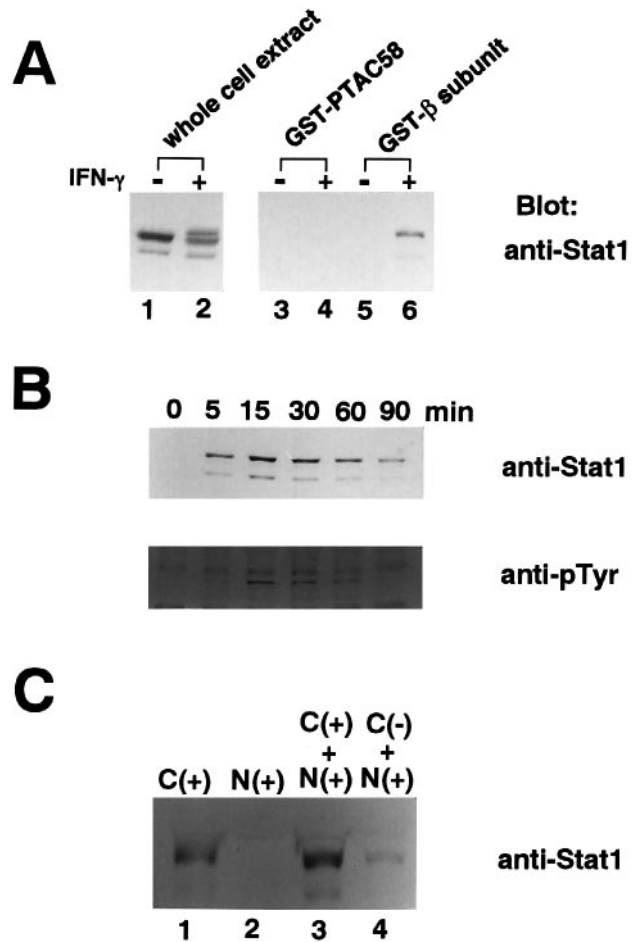 A
whole cell extract
GST-PTAC58
GST-β subunit
IFN-γ - + - + - +
Blot:
anti-Stat1
1 2 3 4 5 6
B
0 5 15 30 60 90 min
anti-Stat1
anti-pTyr
C
C(+) C(-)
+ +
C(+) N(+) N(+) N(+)
anti-Stat1
1 2 3 4